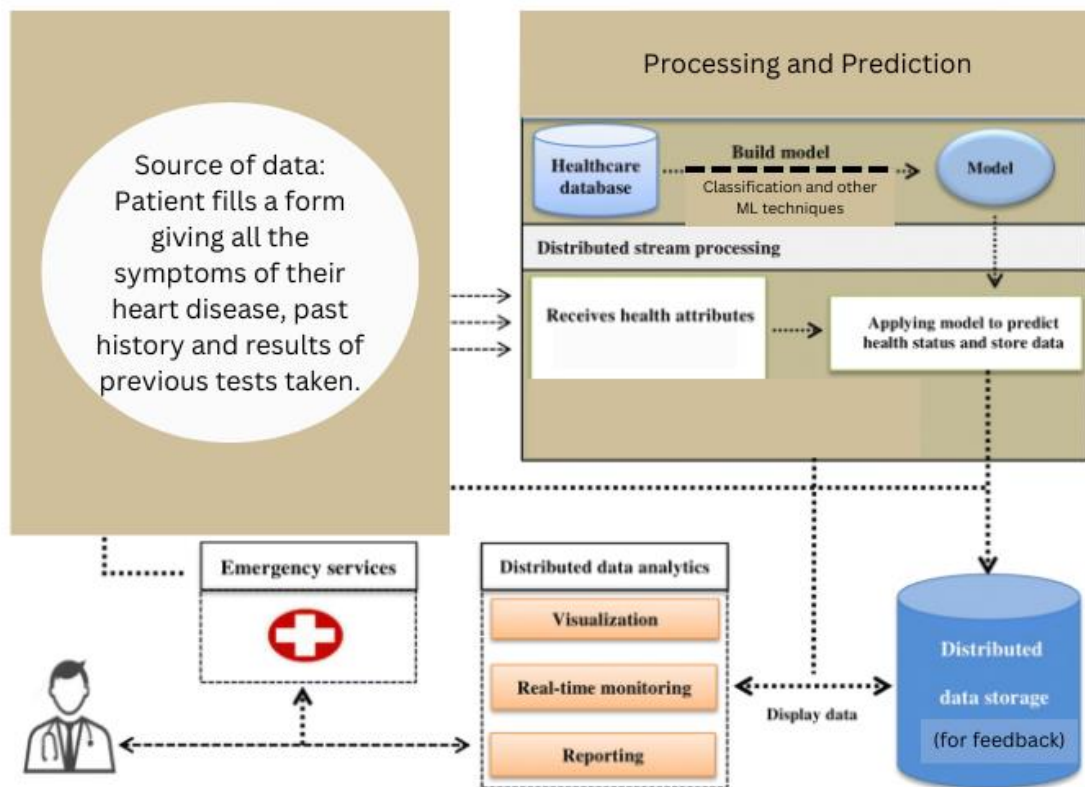 Source of data:
Patient fills a form
giving all the
symptoms of their
heart disease, past
history and results of
previous tests taken.
Processing and Prediction
Healthcare
database
Build model
Classification and other
ML techniques
Model
Distributed stream processing
Receives health attributes
Applying model to predict
health status and store data
Emergency services
Distributed data analytics
Visualization
Real-time monitoring
Reporting
Display data
Distributed
data storage
(for feedback)